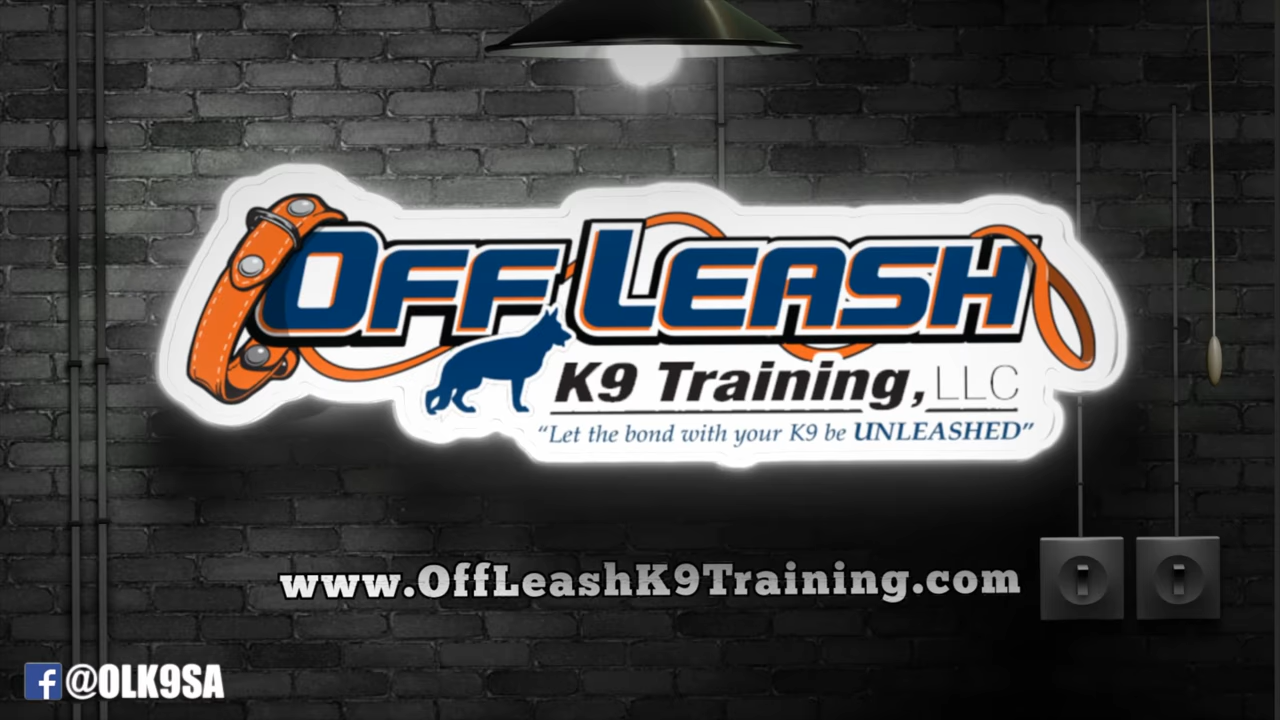 OFF LEASH
K9 Training, LLC
"Let the bond with your K9 be UNLEASHED"
www.OffLeashK9Training.com
f @OLK9SA